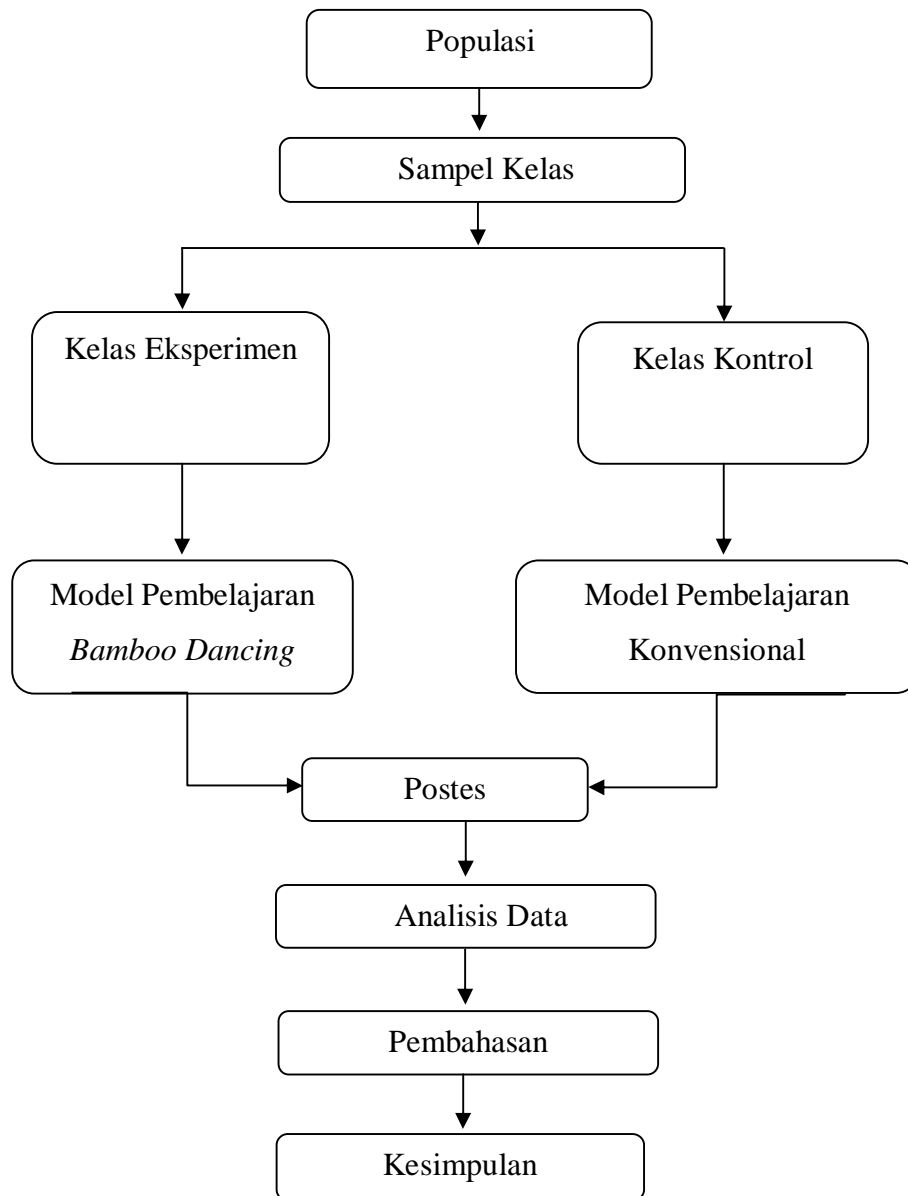 Populasi
Sampel Kelas
Kelas Eksperimen
Kelas Kontrol
Model Pembelajaran
Bamboo Dancing
Model Pembelajaran
Konvensional
Postes
Analisis Data
Pembahasan
Kesimpulan